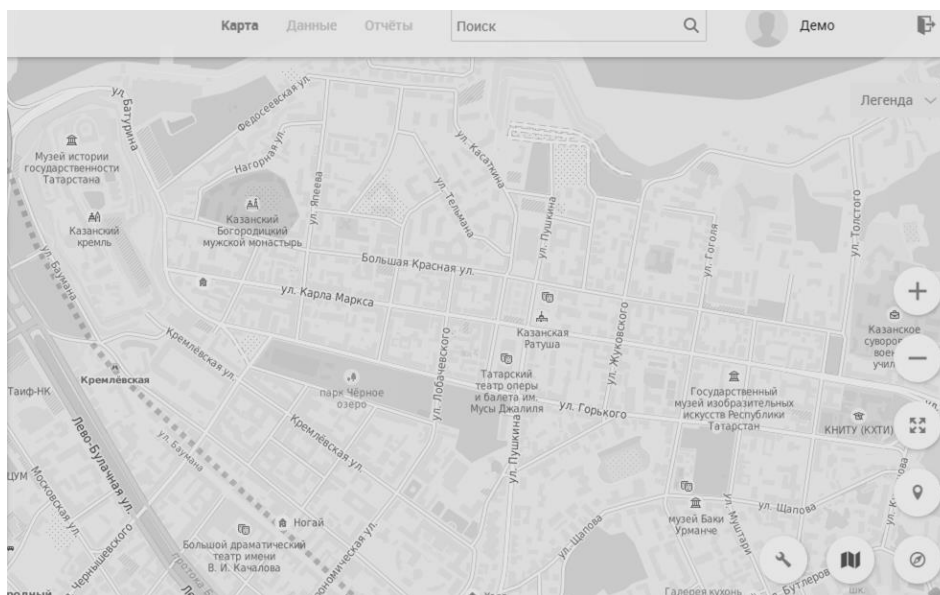 Карта Данные Отчёты Поиск Демо
Легенда
ул. Батурина
Федосеевская ул.
Нагорная ул.
ул. Касаткина
Музей истории
государственности
Татарстана
ул. Япеева
ул. Тельмана
ул. Пушкина
ул. Гоголя
ул. Толстого
Казанский
кремль
Казанский
Богородицкий
мужской монастырь
ул. Баумана
Большая Красная ул.
ул. Карла Маркса
Казанская
Ратуша
ул. Жуковского
Казанское
суворо
воен
учил
Кремлёвская ул.
ул. Лобачевского
Таиф-НК
Кремлёвская
парк Чёрное
озеро
Татарский
театр оперы
и балета им.
Мусы Джалиля
ул. Горького
Государственный
музей изобразительных
искусств Республики
Татарстан
КНИТУ (КХТИ)
Лево-Булачная ул.
ул. Баумана
Кремлёвская ул.
ул. Пушкина
ЦУМ
Московская ул.
Ногай
музей Баки
Урманче
ул. Муштари
ул. Щапова
ул. Щапова
Большой драматический
театр имени
В. И. Качалова
Чернышевского
протока
Галерея кухонь
Бутлеров
шк.